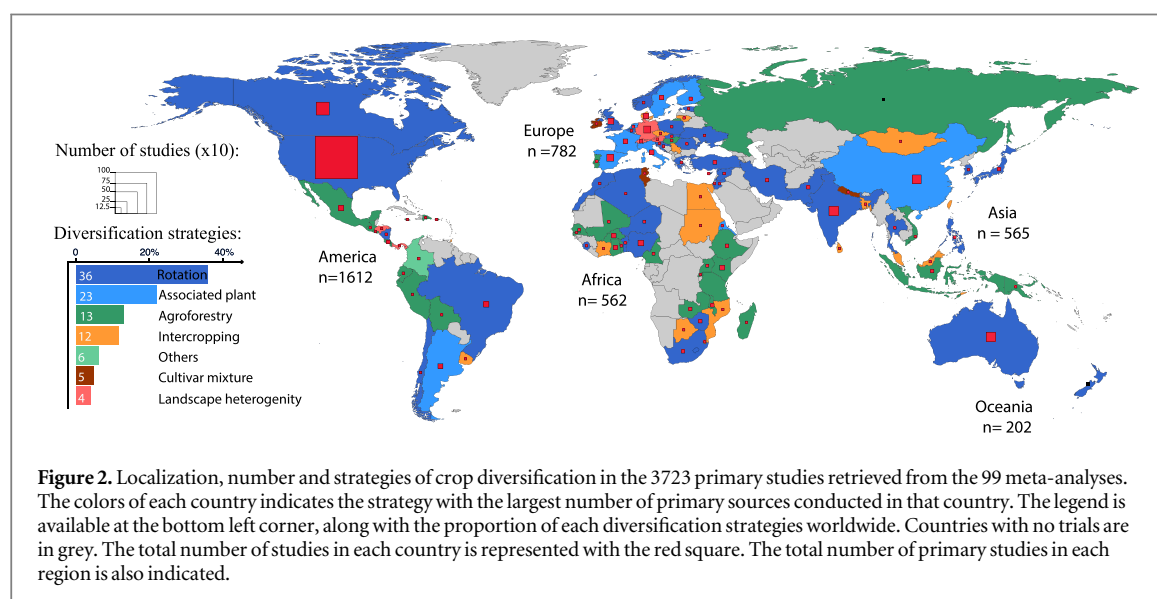 Number of studies (x10):
100
75
50
25
12.5
Diversification strategies:
0 20% 40%
36 Rotation
23 Associated plant
13 Agroforestry
12 Intercropping
6 Others
5 Cultivar mixture
4 Landscape heterogenity
America
n=1612
Europe
n =782
Africa
n= 562
Asia
n= 565
Oceania
n= 202
Figure 2. Localization, number and strategies of crop diversification in the 3723 primary studies retrieved from the 99 meta-analyses.
The colors of each country indicates the strategy with the largest number of primary sources conducted in that country. The legend is
available at the bottom left corner, along with the proportion of each diversification strategies worldwide. Countries with no trials are
in grey. The total number of studies in each country is represented with the red square. The total number of primary studies in each
region is also indicated.